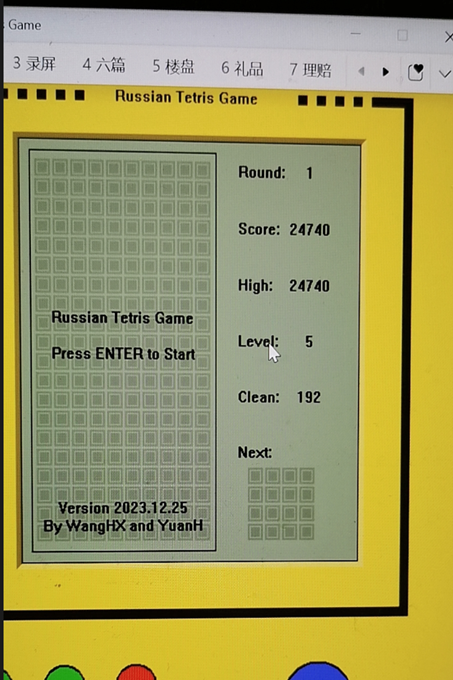 Game
3 录屏 4 六篇 5 楼盘 6 礼品 7 理赔
Russian Tetris Game
Round: 1
Score: 24740
High: 24740
Russian Tetris Game
Level: 5
Press ENTER to Start
Clean: 192
Next:
Version 2023.12.25
By WangHX and YuanH